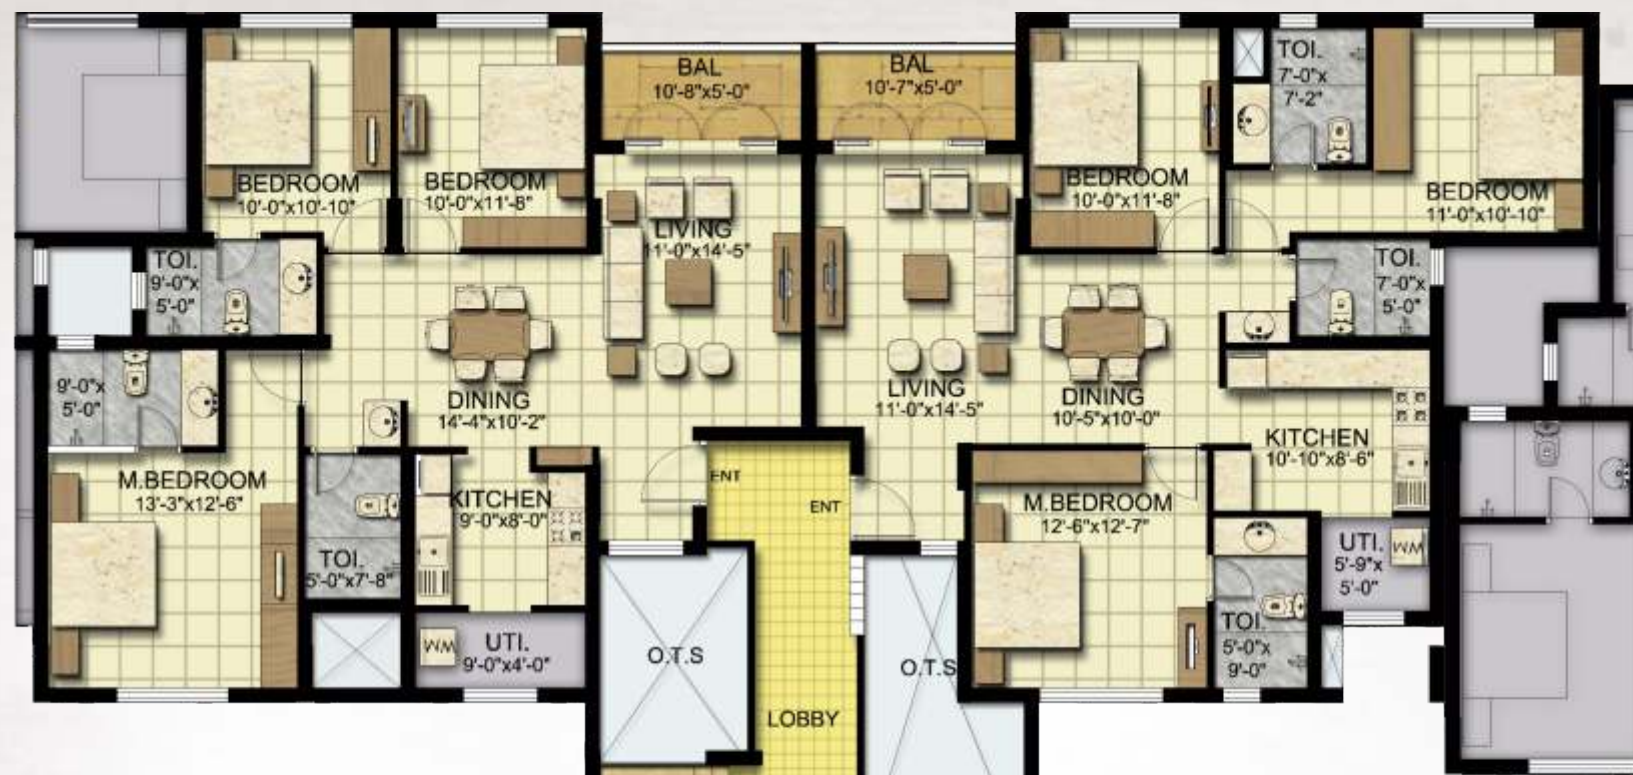 BAL
10'-8"x5'-0"
BAL
10'-7"x5'-0"
TOI.
7'-0"x
7'-2"
BEDROOM
10'-0"x10'-10"
BEDROOM
10'-0"x11'-8"
BEDROOM
10'-0"x11'-8"
BEDROOM
11'-0"x10'-10"
LIVING
11'-0"x14'-5"
TOI.
9'-0"x
5'-0"
TOI.
7'-0"x
5'-0"
9'-0"x
5'-0"
DINING
14'-4"x10'-2"
LIVING
11'-0"x14'-5"
DINING
10'-5"x10'-0"
KITCHEN
10'-10"x8'-6"
M.BEDROOM
13'-3"x12'-6"
KITCHEN
9'-0"x8'-0"
ENT
ENT
M.BEDROOM
12'-6"x12'-7"
TOI.
5'-0"x7'-8"
UTI.
5'-9"x
5'-0"
WM
UTI.
9'-0"x4'-0"
WM
O.T.S
O.T.S
TOI.
5'-0"x
9'-0"
LOBBY